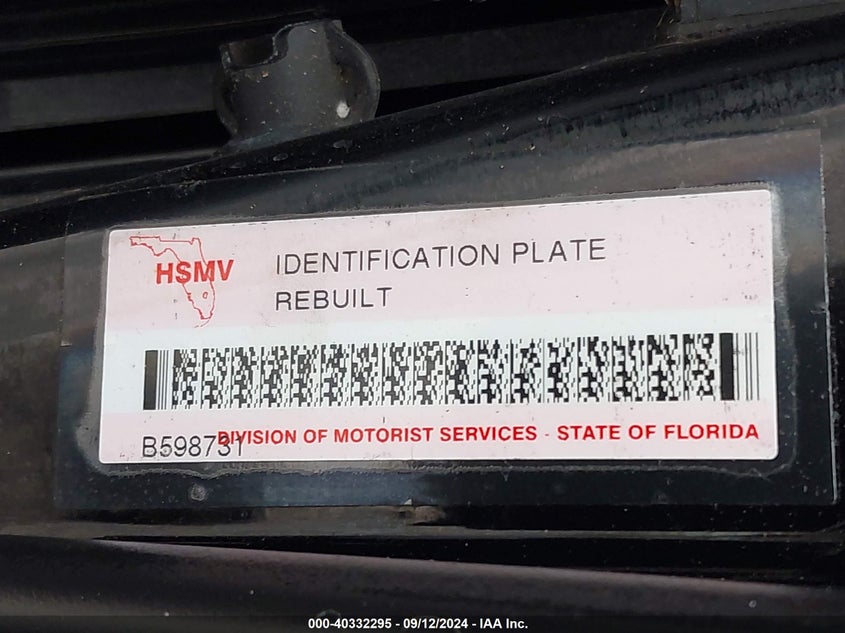 HSMV
IDENTIFICATION PLATE
REBUILT
B598731
DIVISION OF MOTORIST SERVICES - STATE OF FLORIDA
000-40332295 - 09/12/2024 - IAA Inc.